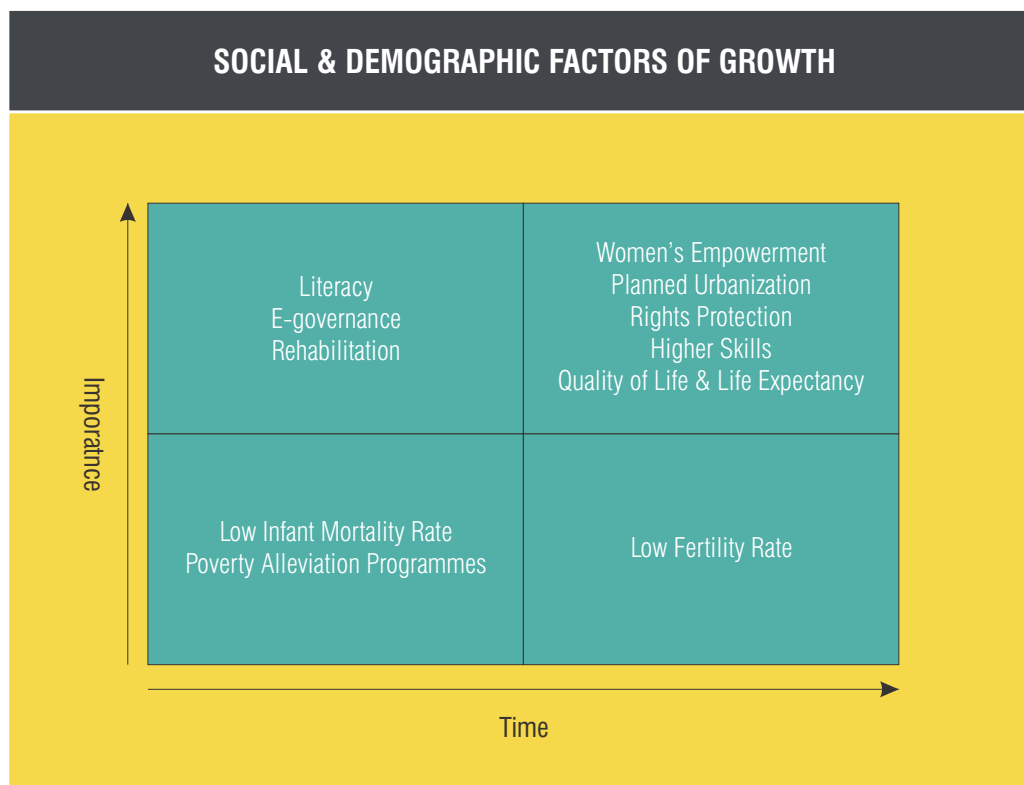 SOCIAL & DEMOGRAPHIC FACTORS OF GROWTH
Imporatnce
Literacy
E-governance
Rehabilitation
Women’s Empowerment
Planned Urbanization
Rights Protection
Higher Skills
Quality of Life & Life Expectancy
Low Infant Mortality Rate
Poverty Alleviation Programmes
Low Fertility Rate
Time